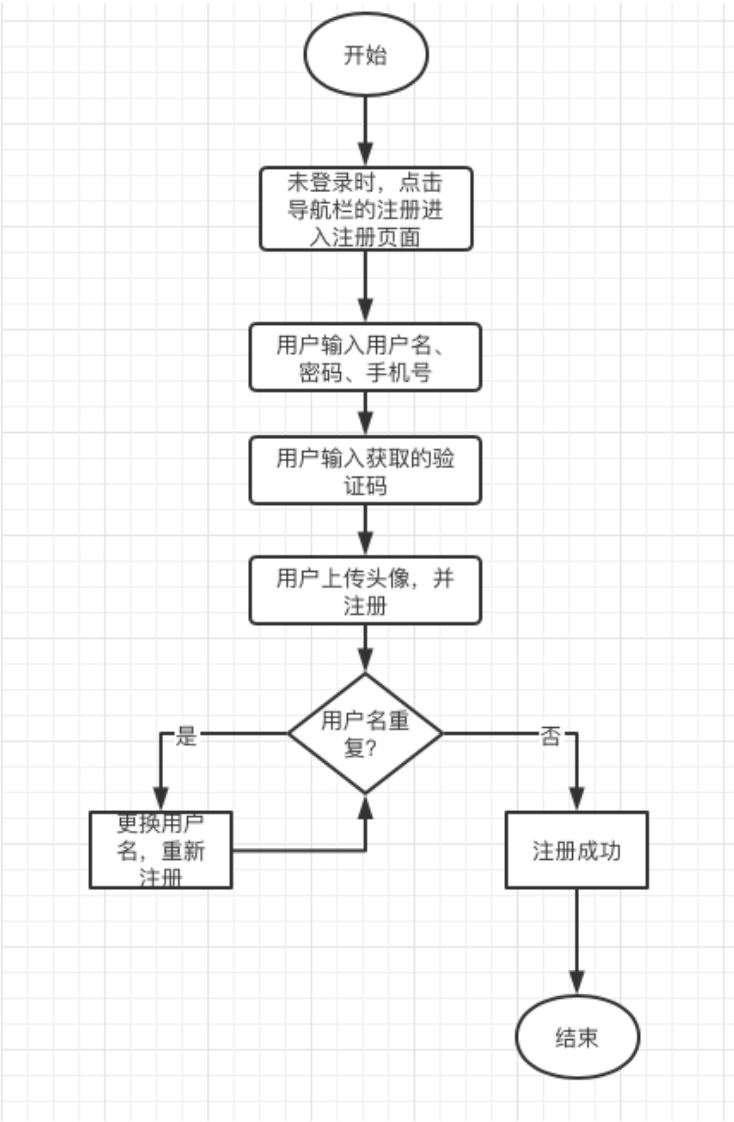 开始
未登录时，点击
导航栏的注册进
入注册页面
用户输入用户名、
密码、手机号
用户输入获取的验
证码
用户上传头像，并
注册
用户名重
复？
是
否
更换用户
名，重新
注册
注册成功
结束